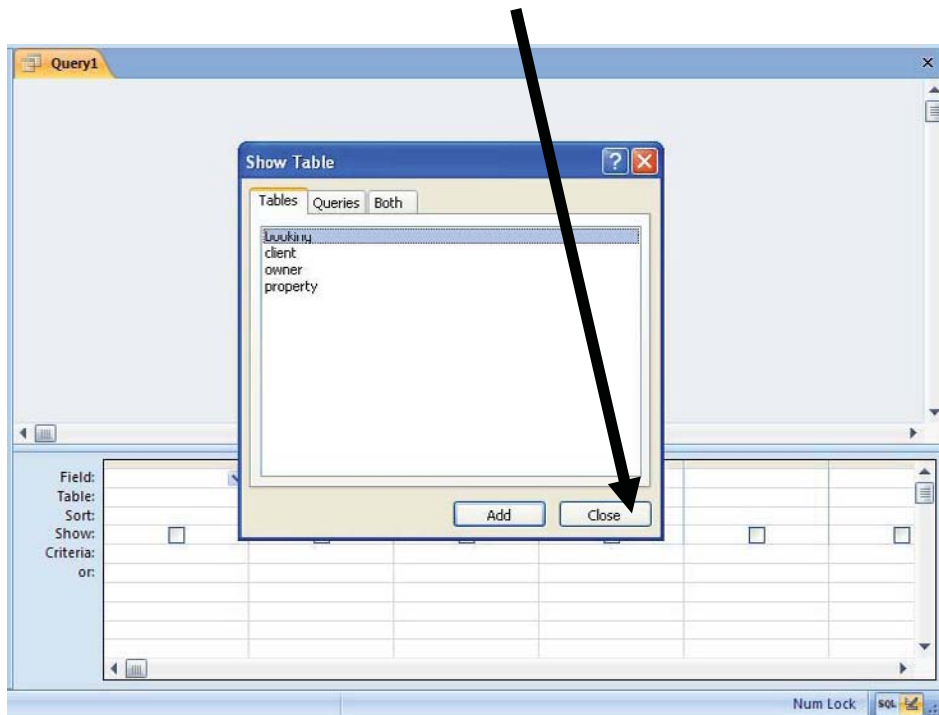 Query1
Show Table
Tables Queries Both
booking
client
owner
property
Add Close
Field:
Table:
Sort:
Show:
Criteria:
or:
Num Lock SQL